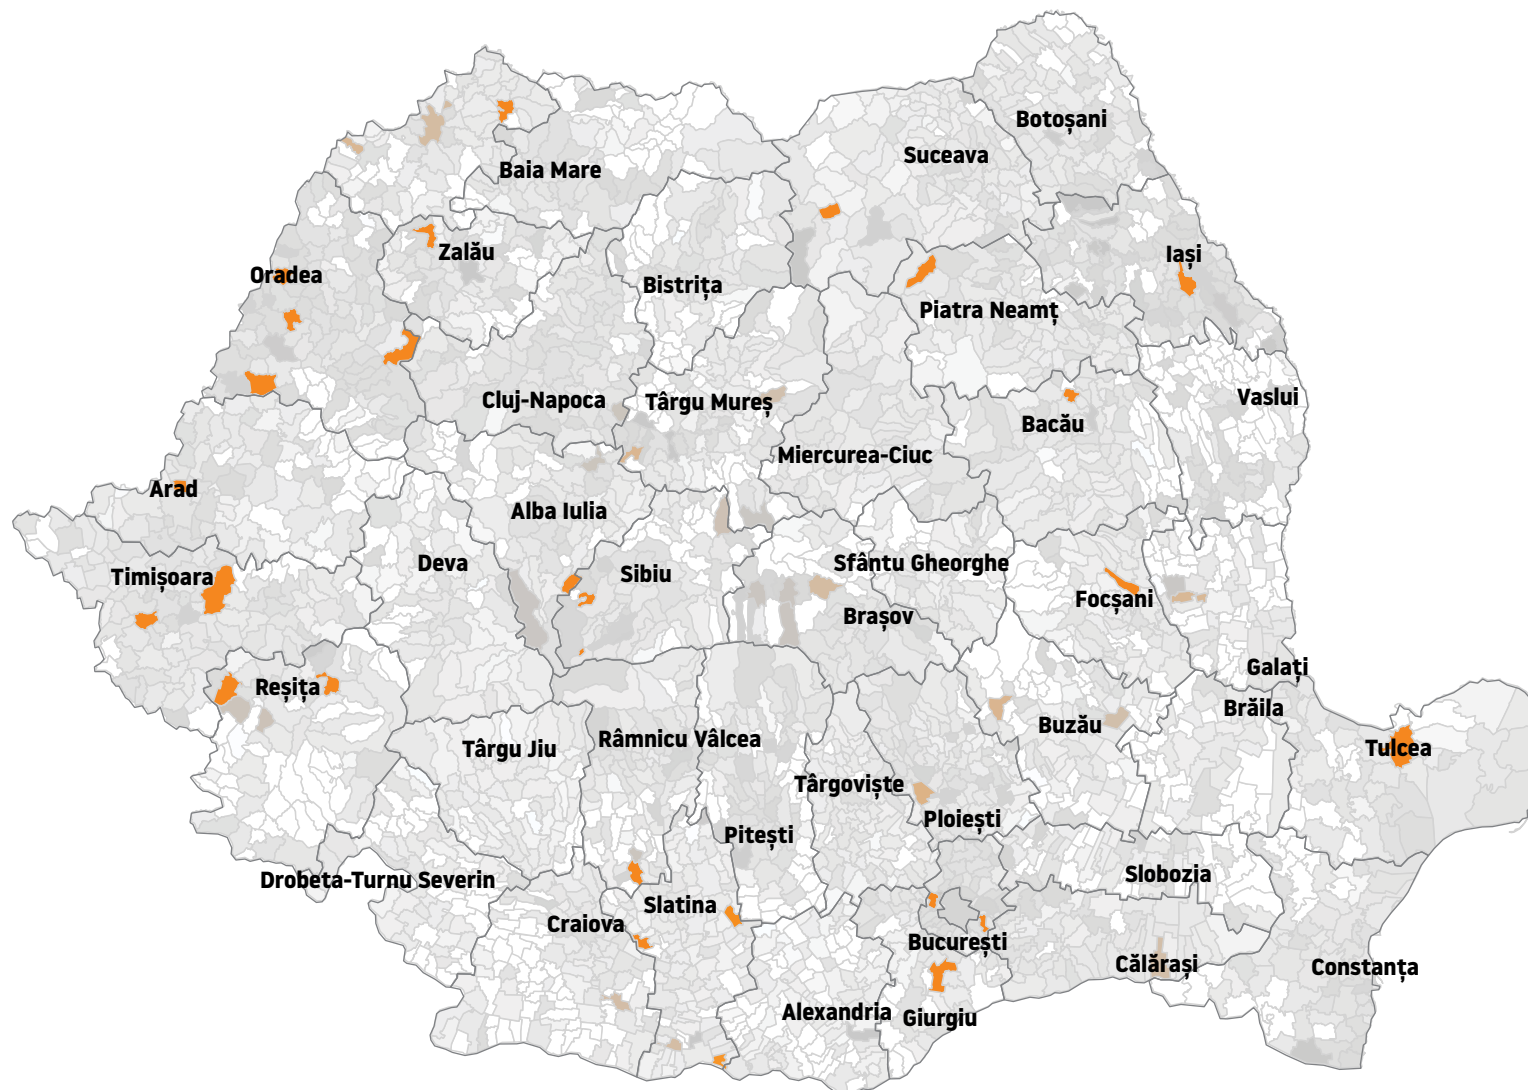 Botoșani
Suceava
Baia Mare
Zalău
Iași
Oradea
Bistrița
Piatra Neamț
Vaslui
Cluj-Napoca
Târgu Mureș
Bacău
Miercurea-Ciuc
Arad
Alba Iulia
Deva
Sfântu Gheorghe
Timișoara
Sibiu
Focșani
Brașov
Galați
Reșița
Brăila
Buzău
Râmnicu Vâlcea
Târgu Jiu
Tulcea
Târgoviște
Ploiești
Pitești
Slobozia
Drobeta-Turnu Severin
Slatina
Craiova
București
Călărași
Constanța
Alexandria
Giurgiu